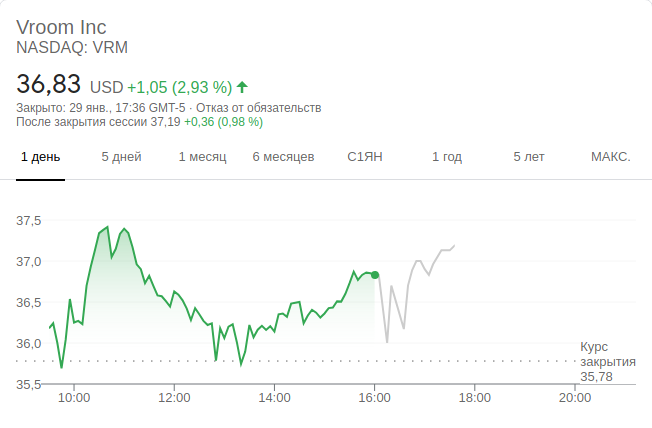 Vroom Inc
NASDAQ: VRM
36,83 USD +1,05 (2,93 %)
Закрыто: 29 янв., 17:36 GMT-5 · Отказ от обязательств
После закрытия сессии 37,19 +0,36 (0,98 %)
1 день 5 дней 1 месяц 6 месяцев С1ЯН 1 год 5 лет МАКС.
37,5
37,0
36,5
36,0
35,5
Курс
закрытия
35,78
10:00 12:00 14:00 16:00 18:00 20:00